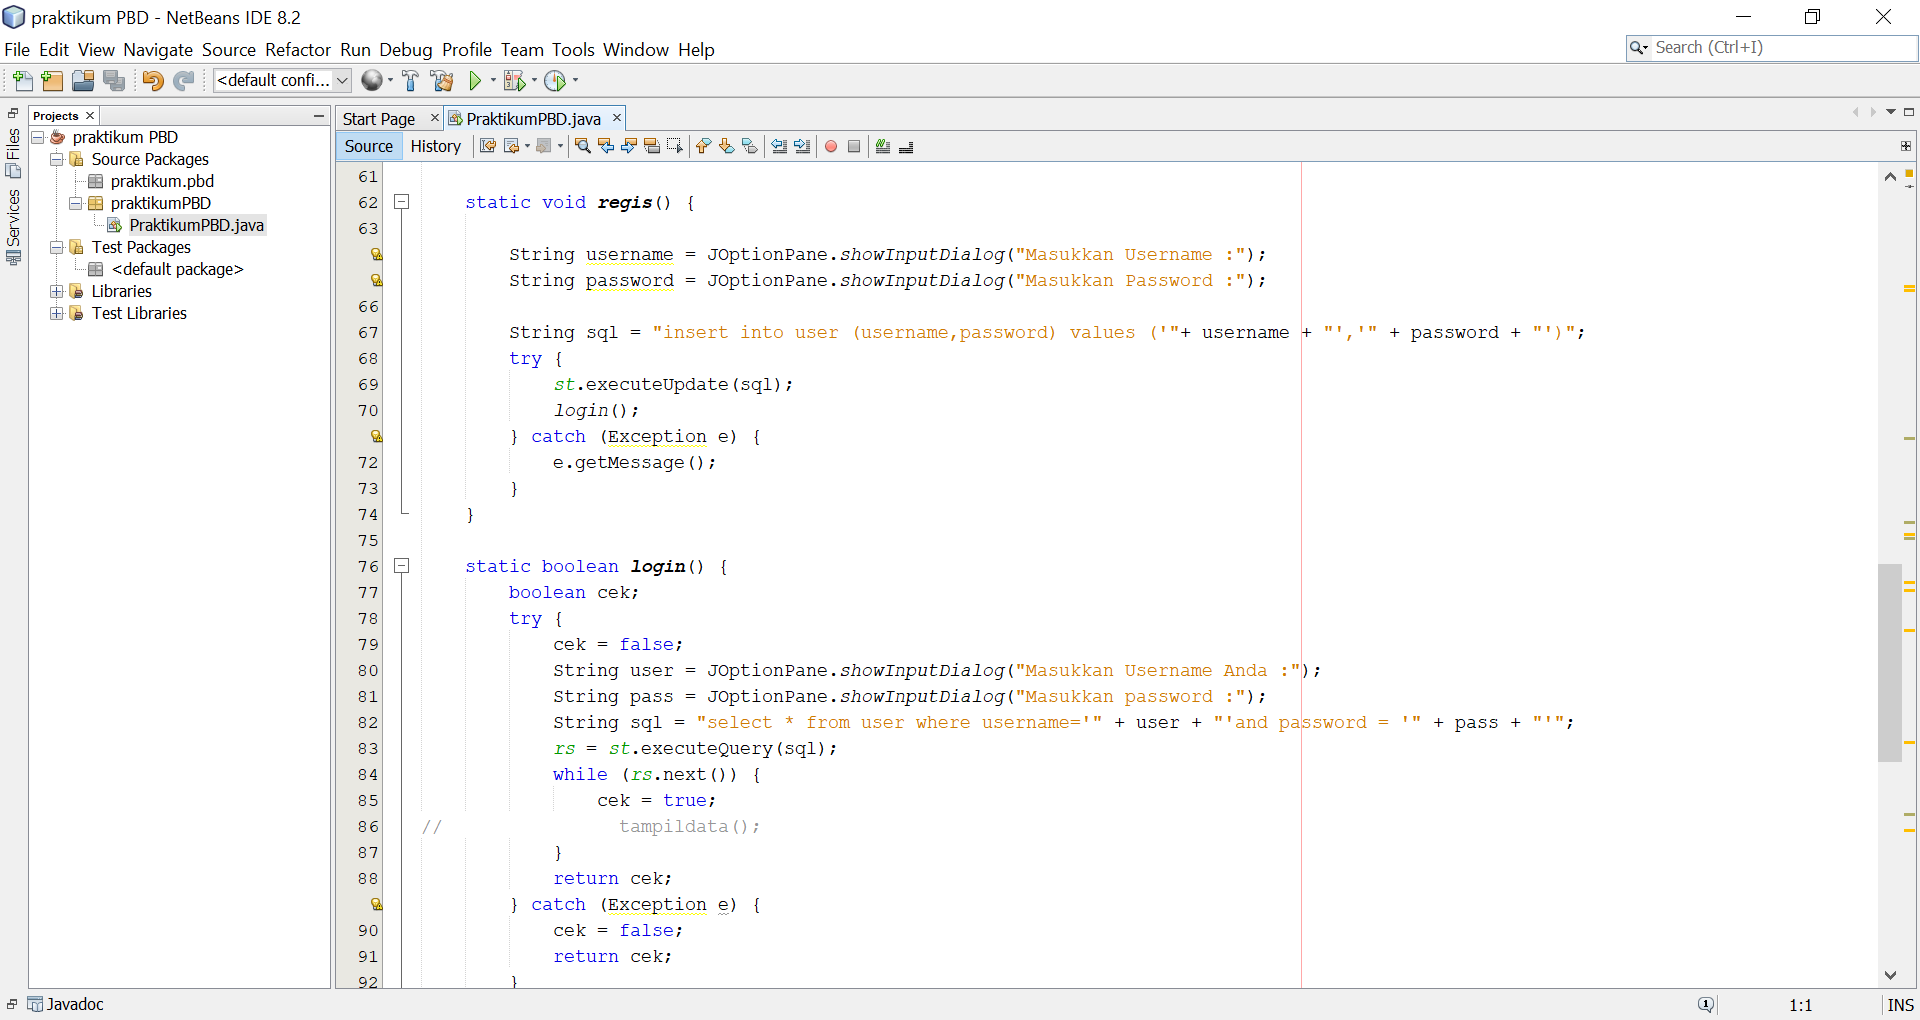 praktikum PBD - NetBeans IDE 8.2
File Edit View Navigate Source Refactor Run Debug Profile Team Tools Window Help
Search (Ctrl+I)
<default confi...
Files
Services
Projects
praktikum PBD
Source Packages
praktikum.pbd
praktikumPBD
PraktikumPBD.java
Test Packages
<default package>
Libraries
Test Libraries
Start Page
PraktikumPBD.java
Source History
61
62 static void regis() {
63
String username = JOptionPane.showInputDialog("Masukkan Username :");
String password = JOptionPane.showInputDialog("Masukkan Password :");
66
67 String sql = "insert into user (username,password) values ('"+ username + "','" + password + "')";
68 try {
69 st.executeUpdate(sql);
70 login();
} catch (Exception e) {
72 e.getMessage();
73 }
74 }
75
76 static boolean login() {
77 boolean cek;
78 try {
79 cek = false;
80 String user = JOptionPane.showInputDialog("Masukkan Username Anda :");
81 String pass = JOptionPane.showInputDialog("Masukkan password :");
82 String sql = "select * from user where username='" + user + "'and password = '" + pass + "'";
83 rs = st.executeQuery(sql);
84 while (rs.next()) {
85 cek = true;
86 // tampildata();
87 }
88 return cek;
} catch (Exception e) {
90 cek = false;
91 return cek;
92 }
Javadoc
1:1
INS